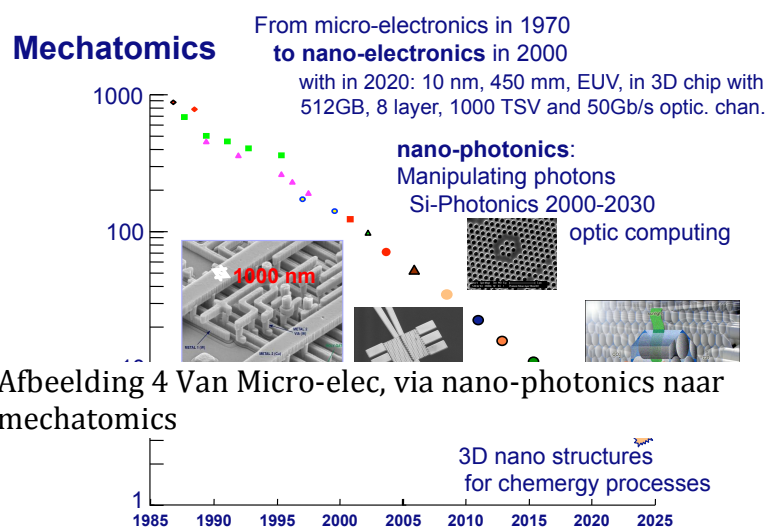 Mechatomics
From micro-electronics in 1970
to nano-electronics in 2000
with in 2020: 10 nm, 450 mm, EUV, in 3D chip with
512GB, 8 layer, 1000 TSV and 50Gb/s optic. chan.
1000
nano-photonics:
Manipulating photons
Si-Photonics 2000-2030
optic computing
100
1000 nm
10
Afbeelding 4 Van Micro-elec, via nano-photonics naar
mechatomics
3D nano structures
for chemergy processes
1
1985 1990 1995 2000 2005 2010 2015 2020 2025